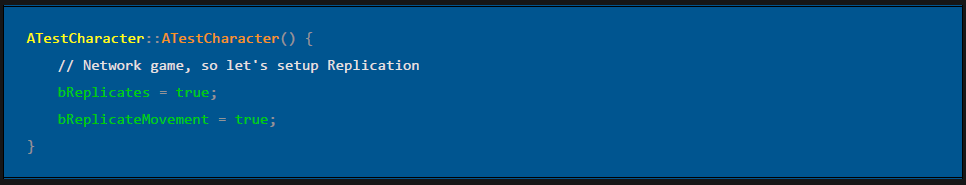 ATestCharacter::ATestCharacter() {
// Network game, so let's setup Replication
bReplicates = true;
bReplicateMovement = true;
}